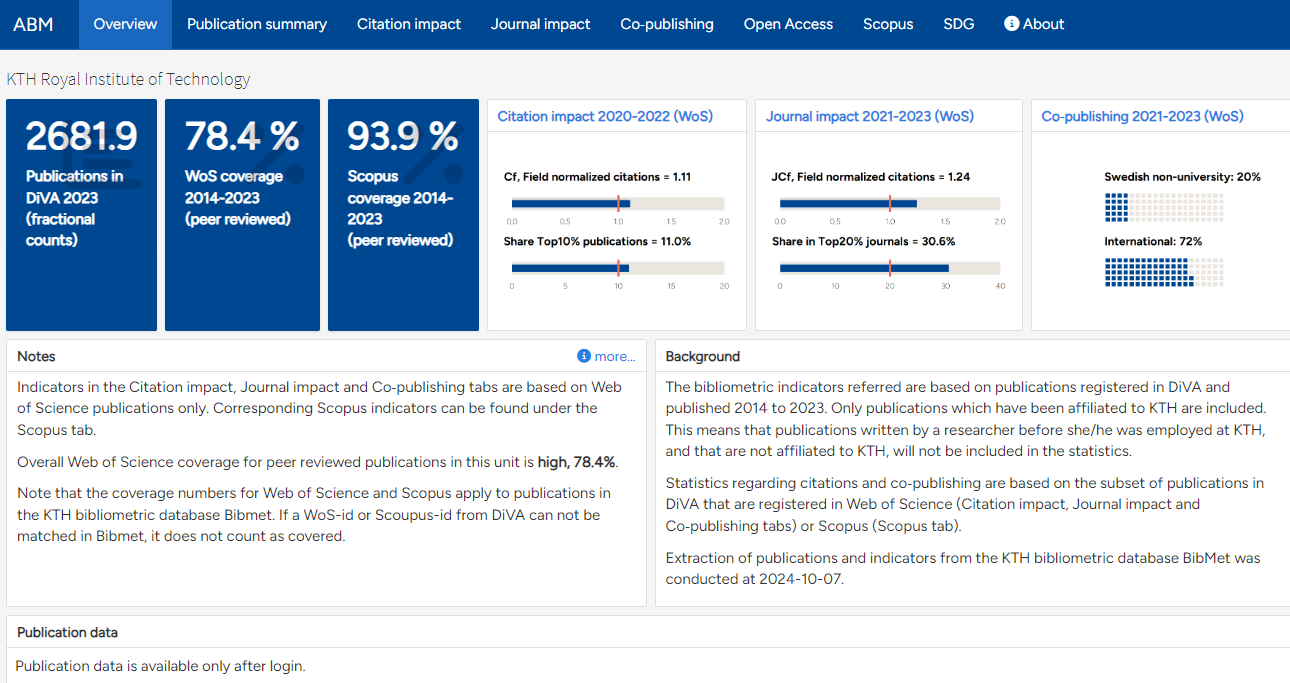 ABM Overview Publication summary Citation impact Journal impact Co-publishing Open Access Scopus SDG About
KTH Royal Institute of Technology
2681.9
Publications in
DiVA 2023
(fractional
counts)
78.4 %
WoS coverage
2014-2023
(peer reviewed)
93.9 %
Scopus
coverage 2014-
2023
(peer reviewed)
Citation impact 2020-2022 (WoS)
Cf, Field normalized citations = 1.11
0.0 0.5 1.0 1.5 2.0
Share Top10% publications = 11.0%
0 5 10 15 20
Journal impact 2021-2023 (WoS)
JCf, Field normalized citations = 1.24
0.0 0.5 1.0 1.5 2.0
Share in Top20% journals = 30.6%
0 10 20 30 40
Co-publishing 2021-2023 (WoS)
Swedish non-university: 20%
International: 72%
Notes more...
Indicators in the Citation impact, Journal impact and Co-publishing tabs are based on Web
of Science publications only. Corresponding Scopus indicators can be found under the
Scopus tab.
Overall Web of Science coverage for peer reviewed publications in this unit is high, 78.4%.
Note that the coverage numbers for Web of Science and Scopus apply to publications in
the KTH bibliometric database Bibmet. If a WoS-id or Scoupus-id from DiVA can not be
matched in Bibmet, it does not count as covered.
Background
The bibliometric indicators referred are based on publications registered in DiVA and
published 2014 to 2023. Only publications which have been affiliated to KTH are included.
This means that publications written by a researcher before she/he was employed at KTH,
and that are not affiliated to KTH, will not be included in the statistics.
Statistics regarding citations and co-publishing are based on the subset of publications in
DiVA that are registered in Web of Science (Citation impact, Journal impact and
Co-publishing tabs) or Scopus (Scopus tab).
Extraction of publications and indicators from the KTH bibliometric database BibMet was
conducted at 2024-10-07.
Publication data
Publication data is available only after login.